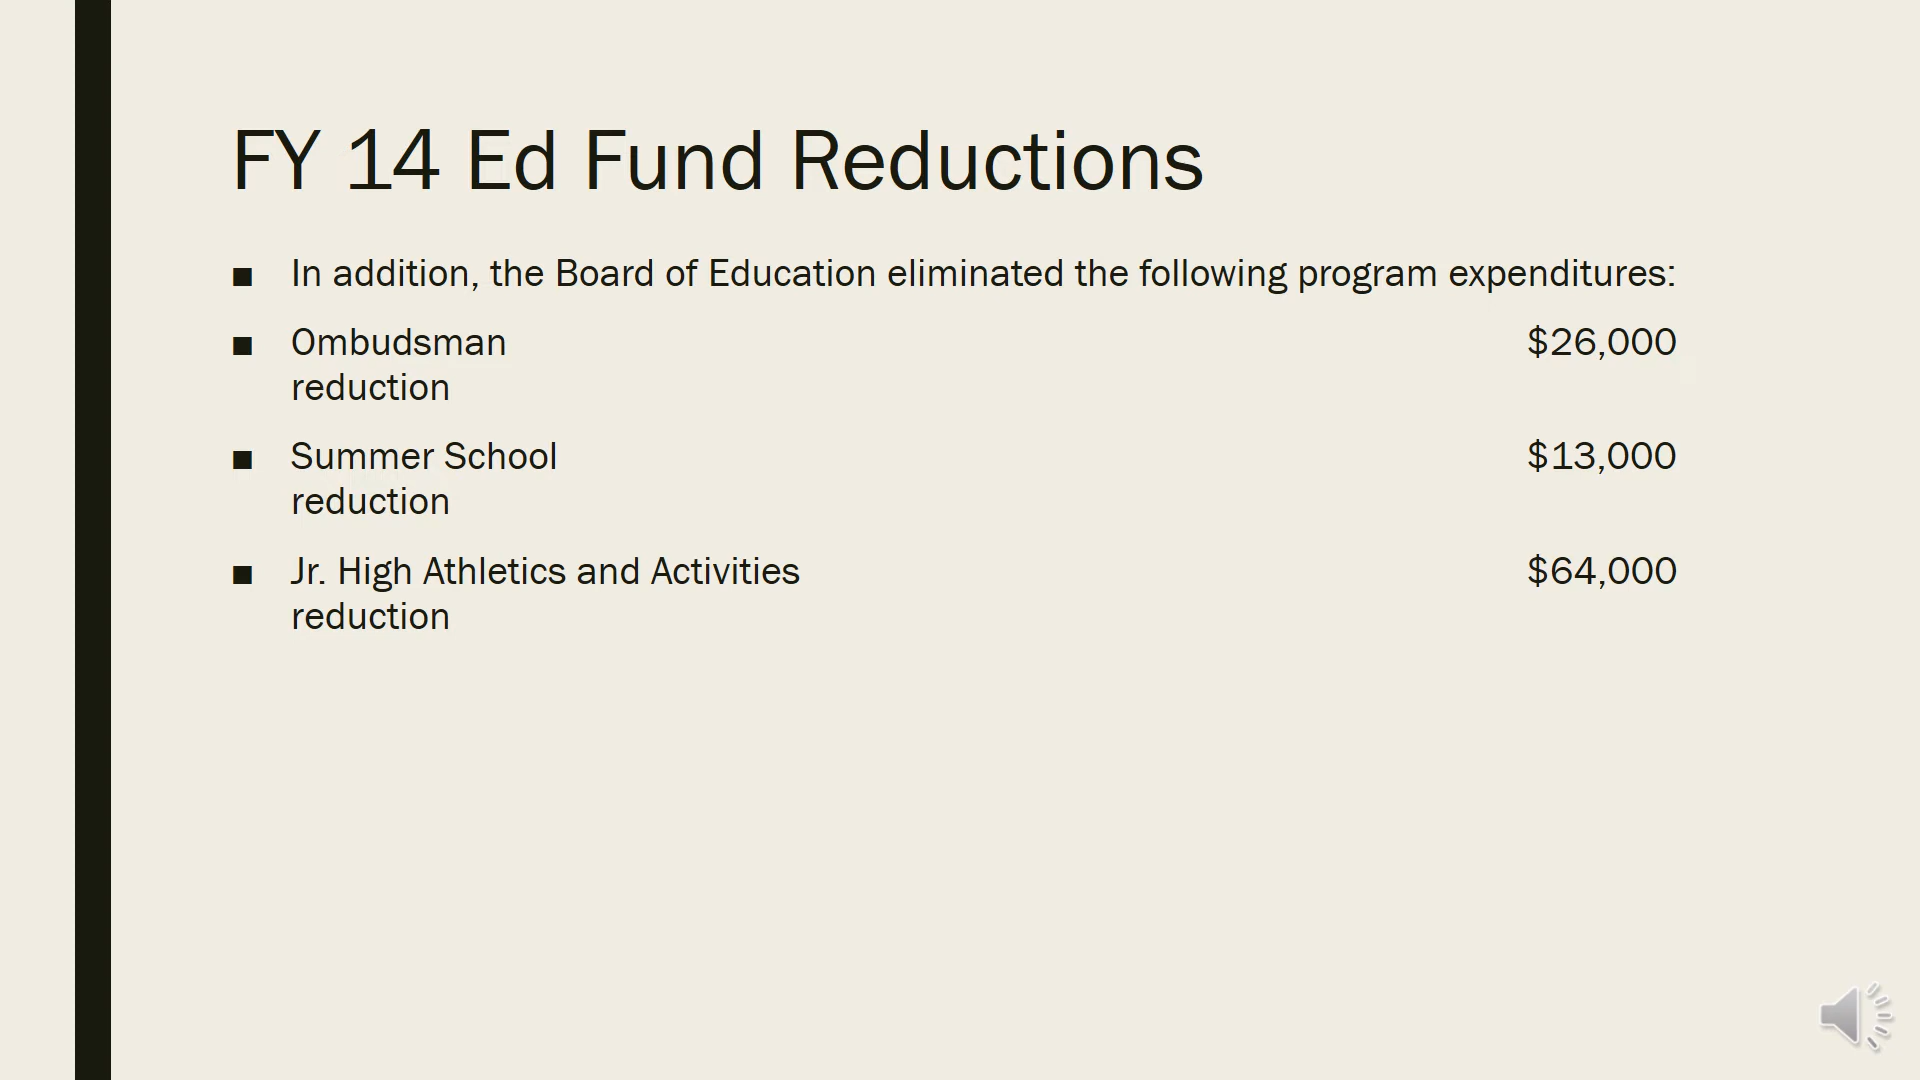 FY 14 Ed Fund Reductions
■ In addition, the Board of Education eliminated the following program expenditures:
■ Ombudsman $26,000
reduction
■ Summer School $13,000
reduction
■ Jr. High Athletics and Activities $64,000
reduction